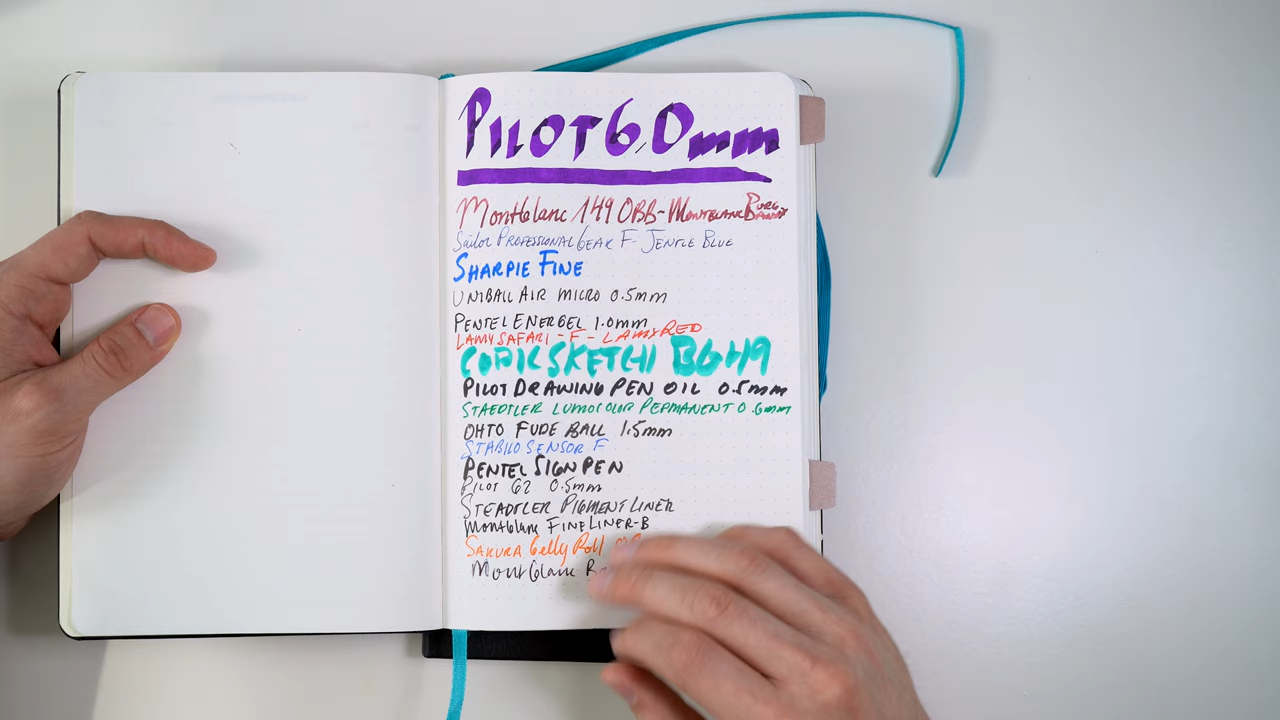 PILOT 6.0mm
Montblanc 149 OBB - MONTBLANC BURGANDY
Sailor PROFESSIONAL GEAR F - JENTLE BLUE
SHARPIE FINE
UNIBALL AIR MICRO 0.5mm
PENTEL ENERGEL 1.0mm
LAMY SAFARI - F - LAMY RED
COPIC SKETCH BG49
PILOT DRAWING PEN OIL 0.5mm
STAEDTLER LUMOCOLOR PERMANENT 0.6mm
OHTO FUDE BALL 1.5mm
STABILO SENSOR F
PENTEL SIGN PEN
PILOT G2 0.5mm
STEADTLER PIGMENT LINER
Montblanc FINELINER-B
SAKURA Gelly Roll
MontBlanc